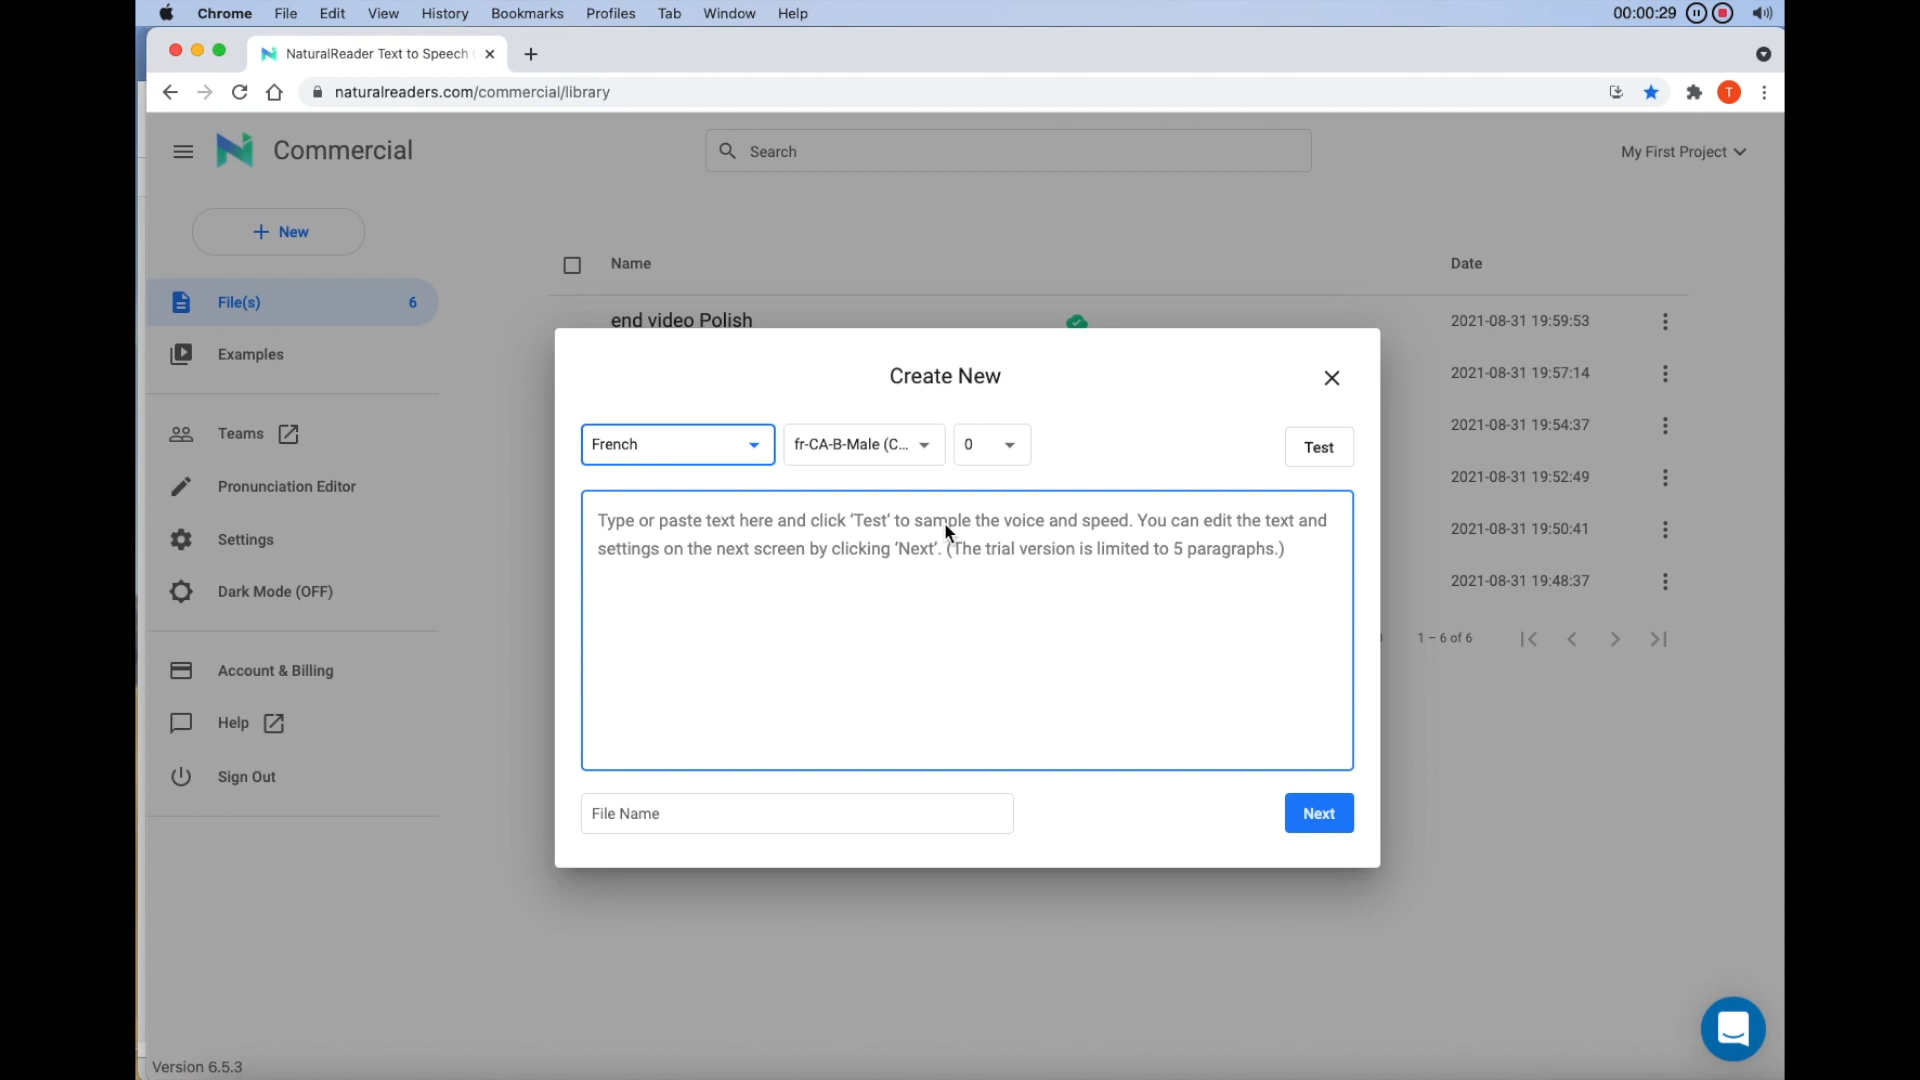 Chrome File Edit View History Bookmarks Profiles Tab Window Help 00:00:29
NaturalReader Text to Speech
naturalreaders.com/commercial/library T
Commercial
Search
My First Project
+ New
Name Date
File(s) 6
end video Polish 2021-08-31 19:59:53
Examples
2021-08-31 19:57:14
Create New
2021-08-31 19:54:37
Teams
French fr-CA-B-Male (C... 0 Test
2021-08-31 19:52:49
Pronunciation Editor
Type or paste text here and click ‘Test’ to sample the voice and speed. You can edit the text and
settings on the next screen by clicking ‘Next’. (The trial version is limited to 5 paragraphs.)
2021-08-31 19:50:41
Settings
2021-08-31 19:48:37
Dark Mode (OFF)
1 – 6 of 6
Account & Billing
Help
Sign Out
File Name Next
Version 6.5.3